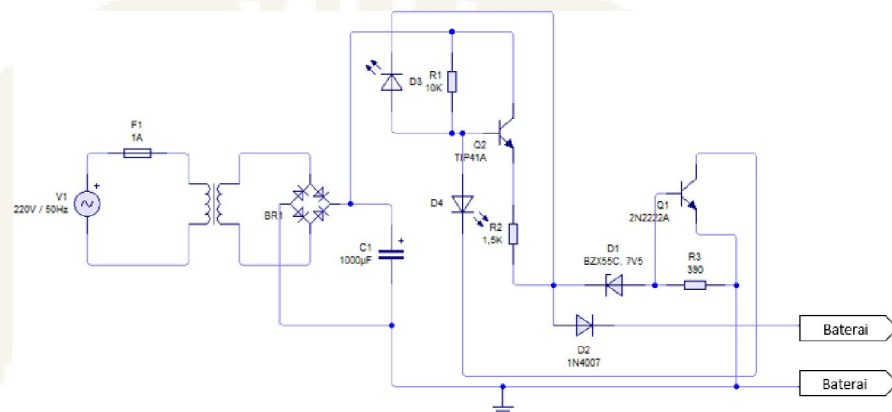 F1
1A
V1
220V / 50Hz
BR1
C1
1000µF
D3
R1
10K
Q2
TIP41A
D4
R2
1,5K
D1
BZX55C, 7V5
Q1
2N2222A
R3
390
D2
1N4007
Baterai
Baterai